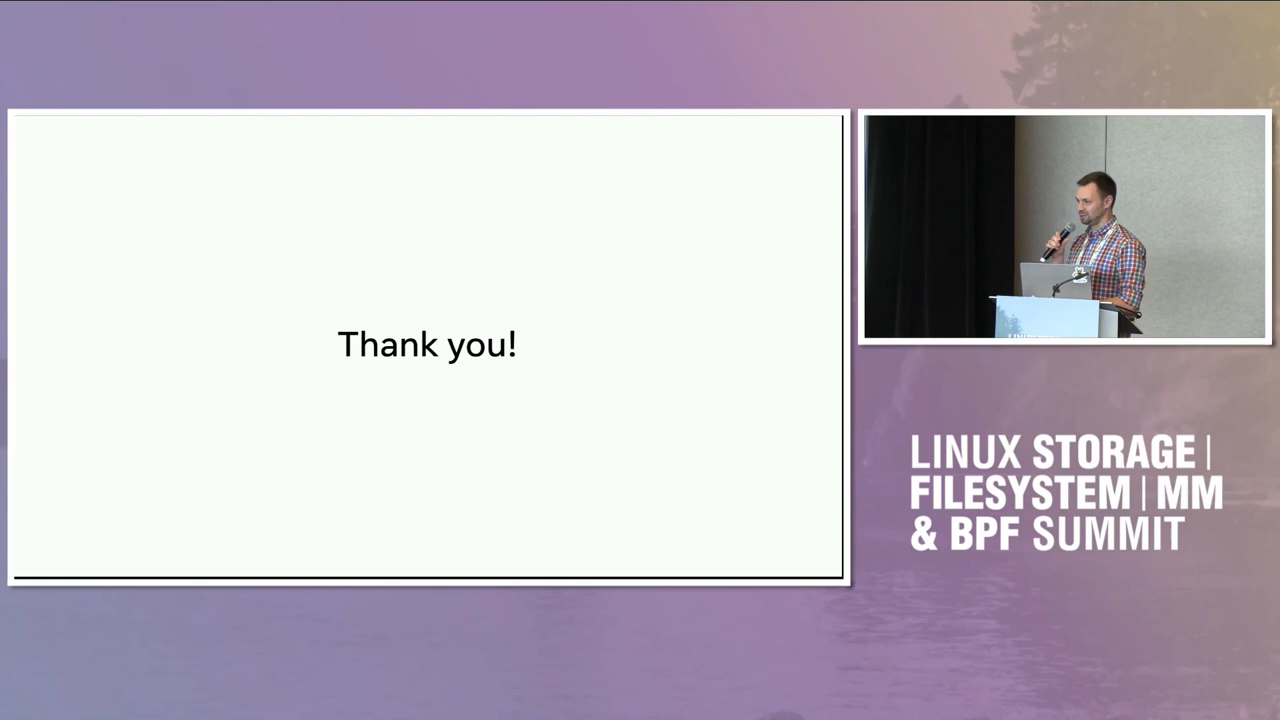 Thank you!
LINUX STORAGE |
FILESYSTEM | MM
& BPF SUMMIT